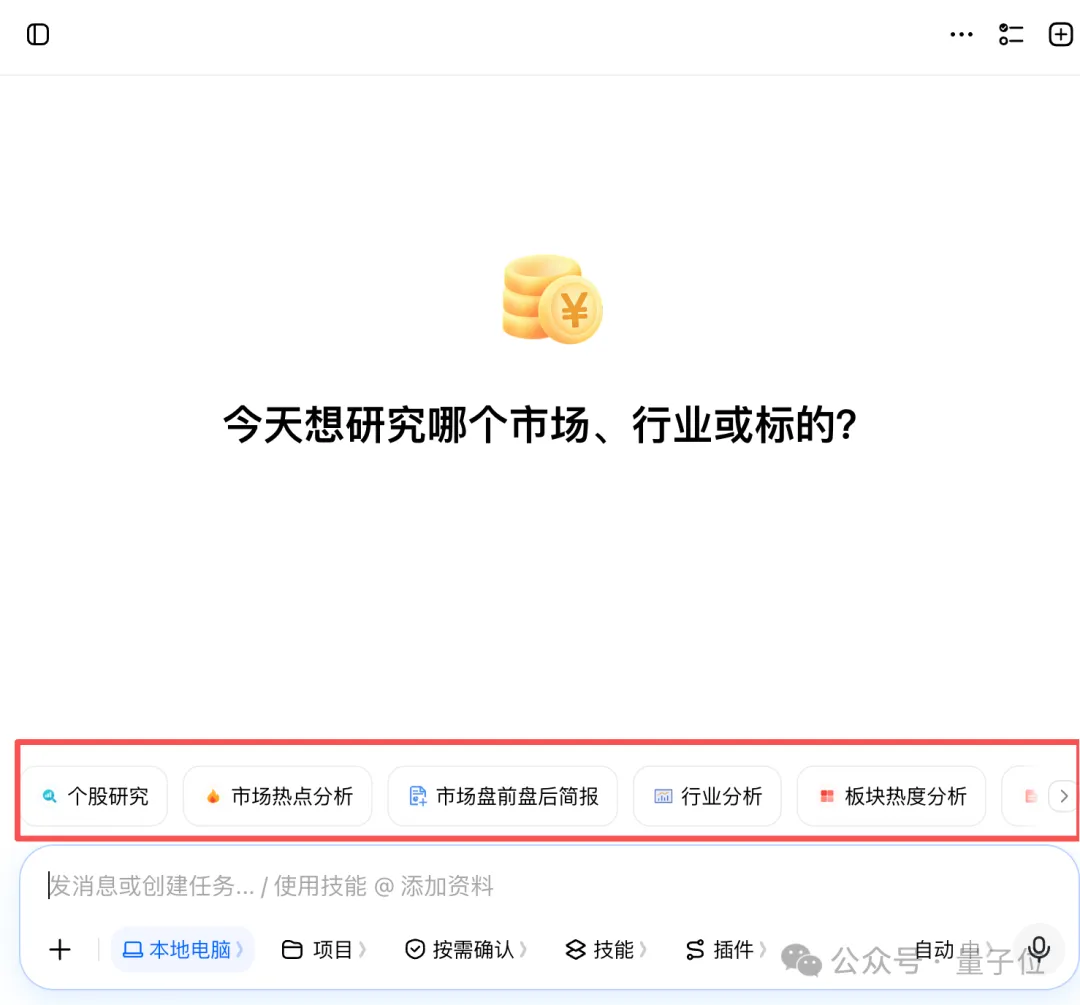 ¥
今天想研究哪个市场、行业或标的?
个股研究
市场热点分析
市场盘前盘后简报
行业分析
板块热度分析
发消息或创建任务... / 使用技能 @ 添加资料
本地电脑
项目
按需确认
技能
插件
自动
公众号 · 量子位